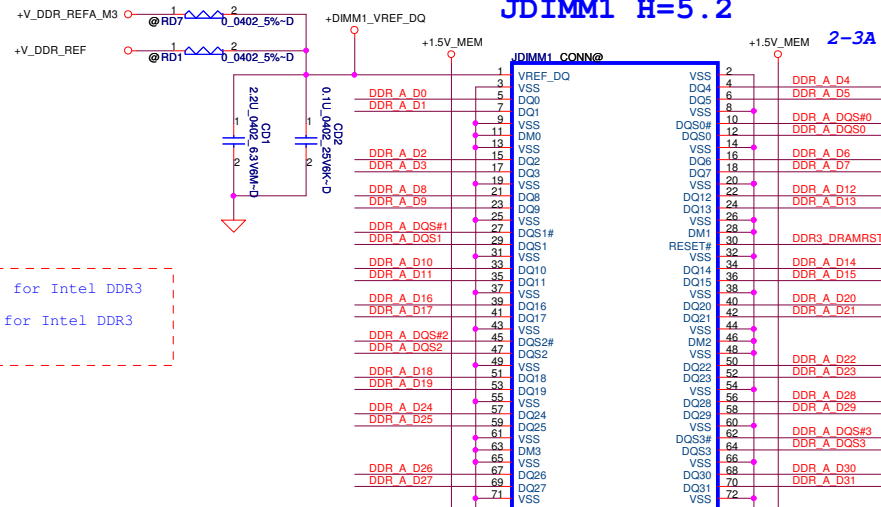 JDIMM1 H=5.2
+V_DDR_REFA_M3
1
2
@ RD7
0_0402_5%~D
+DIMM1_VREF_DQ
+V_DDR_REF
1
2
@ RD1
0_0402_5%~D
+1.5V_MEM
+1.5V_MEM
2-3A
JDIMM1 CONN@
1 VREF_DQ VSS 2
3 VSS DQ4 4 DDR_A_D4
DDR_A_D0 5 DQ0 DQ5 6 DDR_A_D5
DDR_A_D1 7 DQ1 VSS 8
9 VSS DQS0# 10 DDR_A_DQS#0
11 DM0 DQS0 12 DDR_A_DQS0
13 VSS VSS 14
DDR_A_D2 15 DQ2 DQ6 16 DDR_A_D6
DDR_A_D3 17 DQ3 DQ7 18 DDR_A_D7
19 VSS VSS 20
DDR_A_D8 21 DQ8 DQ12 22 DDR_A_D12
DDR_A_D9 23 DQ9 DQ13 24 DDR_A_D13
25 VSS VSS 26
DDR_A_DQS#1 27 DQS1# DM1 28
DDR_A_DQS1 29 DQS1 RESET# 30 DDR3_DRAMRST
31 VSS VSS 32
DDR_A_D10 33 DQ10 DQ14 34 DDR_A_D14
DDR_A_D11 35 DQ11 DQ15 36 DDR_A_D15
37 VSS VSS 38
DDR_A_D16 39 DQ16 DQ20 40 DDR_A_D20
DDR_A_D17 41 DQ17 DQ21 42 DDR_A_D21
43 VSS VSS 44
DDR_A_DQS#2 45 DQS2# DM2 46
DDR_A_DQS2 47 DQS2 VSS 48
49 VSS DQ22 50 DDR_A_D22
DDR_A_D18 51 DQ18 DQ23 52 DDR_A_D23
DDR_A_D19 53 DQ19 VSS 54
55 VSS DQ28 56 DDR_A_D28
DDR_A_D24 57 DQ24 DQ29 58 DDR_A_D29
DDR_A_D25 59 DQ25 VSS 60
61 VSS DQS3# 62 DDR_A_DQS#3
63 DM3 DQS3 64 DDR_A_DQS3
65 VSS VSS 66
DDR_A_D26 67 DQ26 DQ30 68 DDR_A_D30
DDR_A_D27 69 DQ27 DQ31 70 DDR_A_D31
71 VSS VSS 72
1
2
2.2U_0402_6.3V6M~D
CD1
1
2
0.1U_0402_25V6K~D
CD2
for Intel DDR3
for Intel DDR3